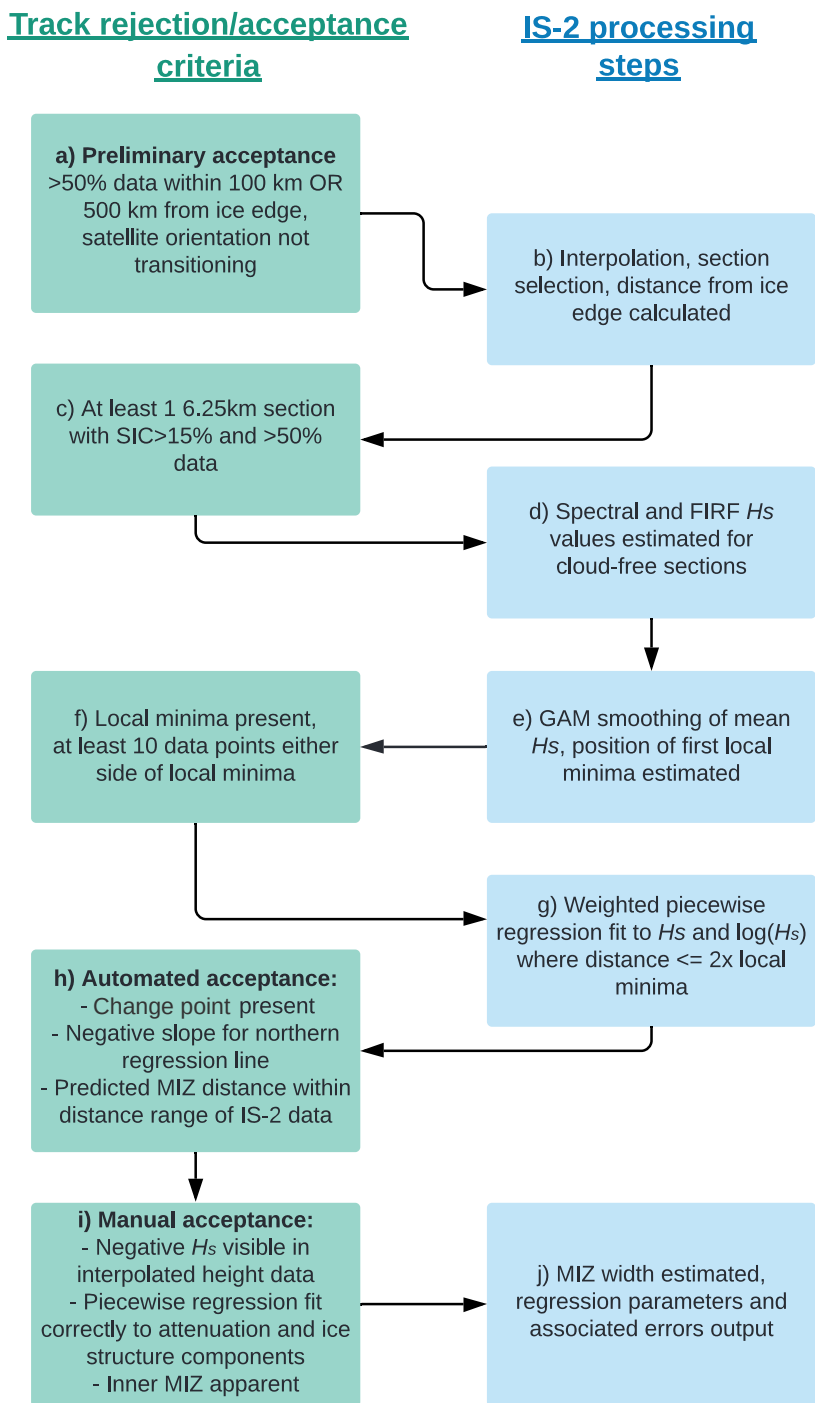 Track rejection/acceptance
criteria
IS-2 processing
steps
a) Preliminary acceptance
>50% data within 100 km OR
500 km from ice edge,
satellite orientation not
transitioning
b) Interpolation, section
selection, distance from ice
edge calculated
c) At least 1 6.25km section
with SIC>15% and >50%
data
d) Spectral and FIRF Hs
values estimated for
cloud-free sections
e) GAM smoothing of mean
Hs, position of first local
minima estimated
f) Local minima present,
at least 10 data points either
side of local minima
g) Weighted piecewise
regression fit to Hs and log(Hs)
where distance <= 2x local
minima
h) Automated acceptance:
- Change point present
- Negative slope for northern
regression line
- Predicted MIZ distance within
distance range of IS-2 data
i) Manual acceptance:
- Negative Hs visible in
interpolated height data
- Piecewise regression fit
correctly to attenuation and ice
structure components
- Inner MIZ apparent
j) MIZ width estimated,
regression parameters and
associated errors output